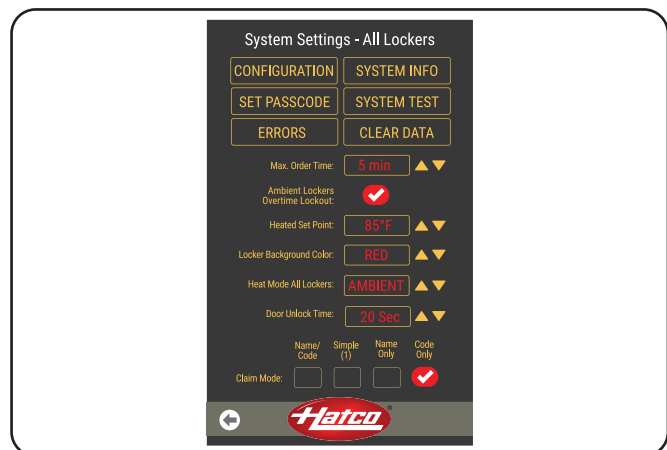 System Settings - All Lockers
CONFIGURATION SYSTEM INFO
SET PASSCODE SYSTEM TEST
ERRORS CLEAR DATA
Max. Order Time: 5 min
Ambient Lockers
Overtime Lockout:
Heated Set Point: 85°F
Locker Background Color: RED
Heat Mode All Lockers: AMBIENT
Door Unlock Time: 20 Sec
Name/ Simple Name Code
Code (1) Only Only
Claim Mode:
Hatco®